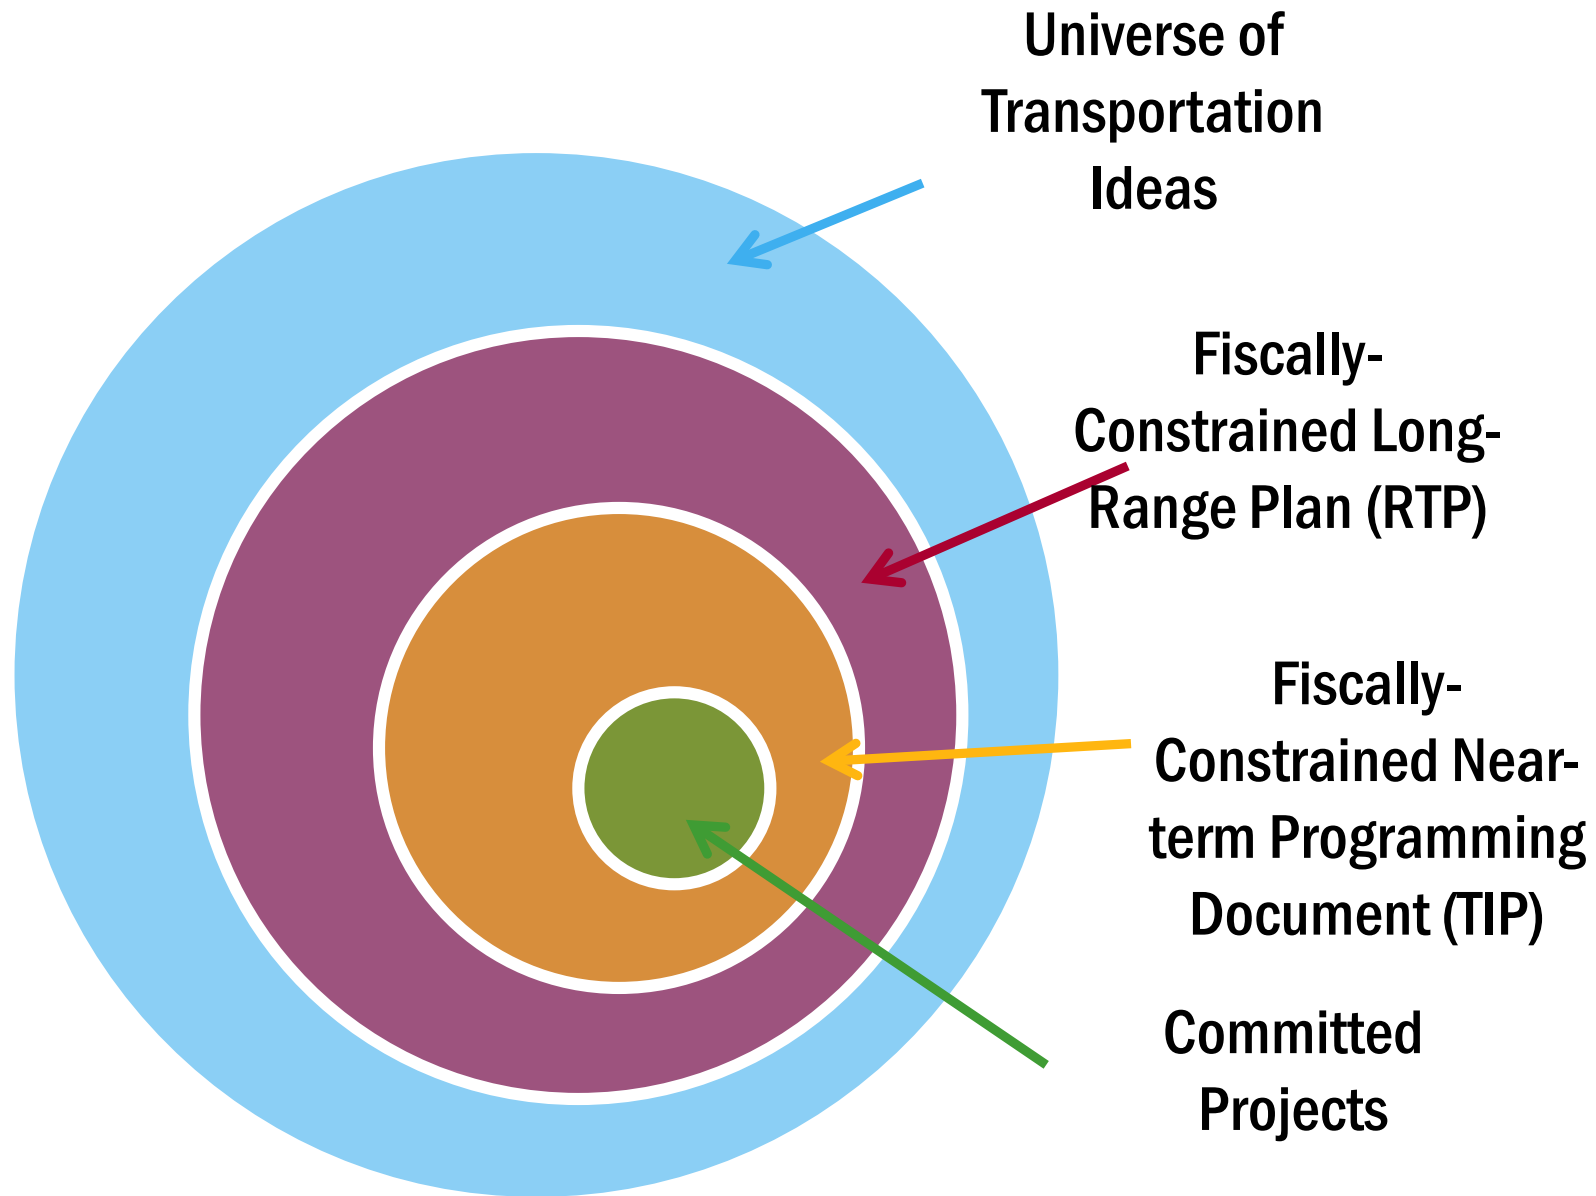 Universe of
Transportation
Ideas
Fiscally-
Constrained Long-
Range Plan (RTP)
Fiscally-
Constrained Near-
term Programming
Document (TIP)
Committed
Projects